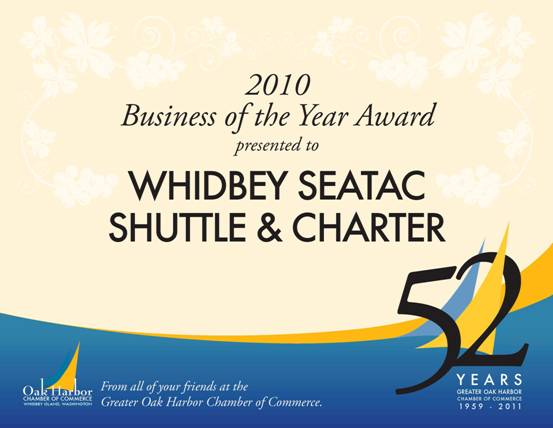 2010
Business of the Year Award
presented to
WHIDBEY SEATAC
SHUTTLE & CHARTER
52
YEARS
GREATER OAK HARBOR
CHAMBER OF COMMERCE
1959 - 2011
Oak Harbor
CHAMBER OF COMMERCE
WHIDBEY ISLAND, WASHINGTON
From all of your friends at the
Greater Oak Harbor Chamber of Commerce.